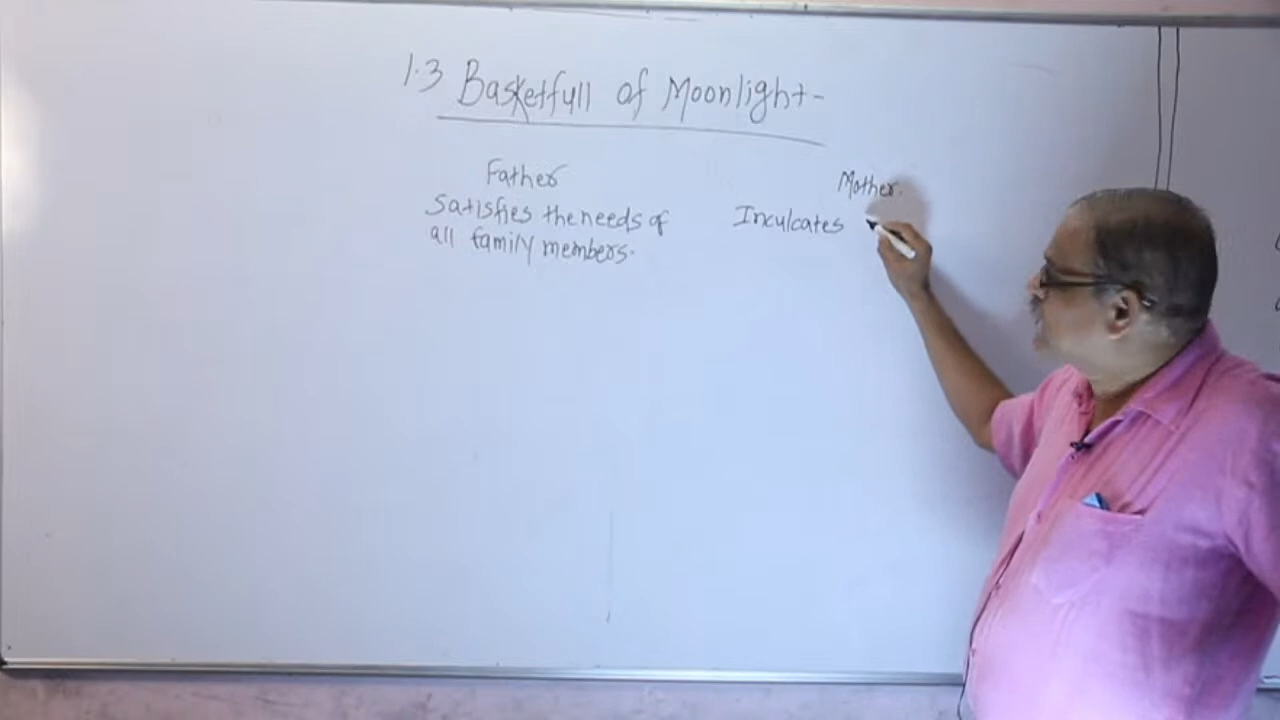 1.3 Basketfull of Moonlight-
Father
Mother.
Satisfies the needs of
Inculcates
all family members.